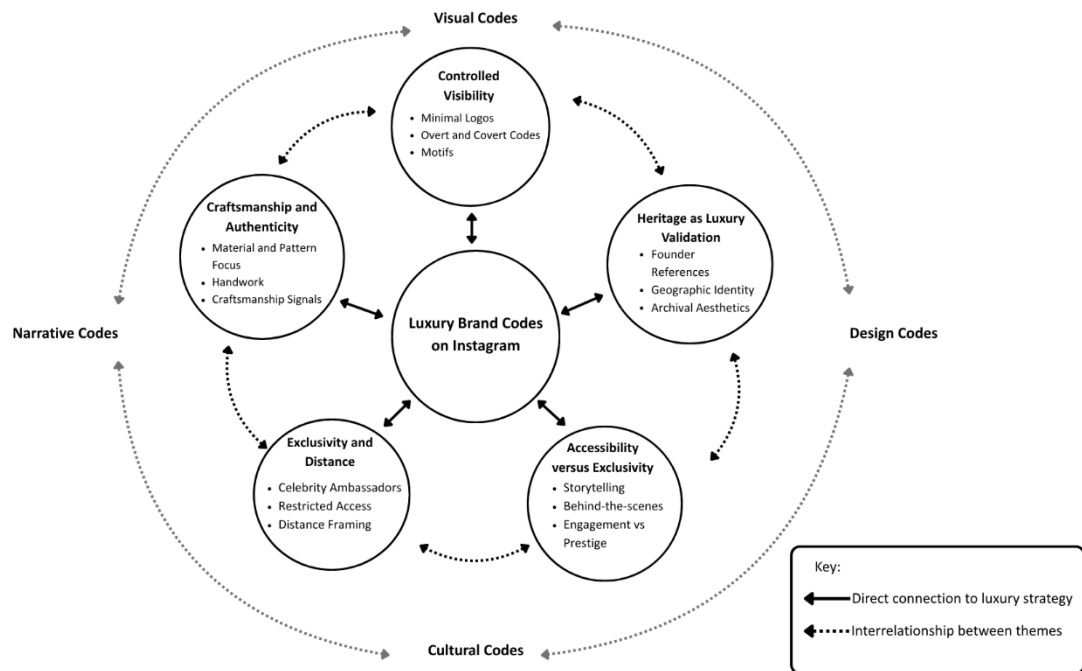 Visual Codes
Controlled
Visibility
• Minimal Logos
• Overt and Covert Codes
• Motifs
Craftsmanship and
Authenticity
• Material and Pattern
Focus
• Handwork
• Craftsmanship Signals
Heritage as Luxury
Validation
• Founder
References
• Geographic Identity
• Archival Aesthetics
Narrative Codes
Luxury Brand Codes
on Instagram
Design Codes
Exclusivity and
Distance
• Celebrity Ambassadors
• Restricted Access
• Distance Framing
Accessibility
versus Exclusivity
• Storytelling
• Behind-the-scenes
• Engagement vs
Prestige
Cultural Codes
Key:
Direct connection to luxury strategy
Interrelationship between themes